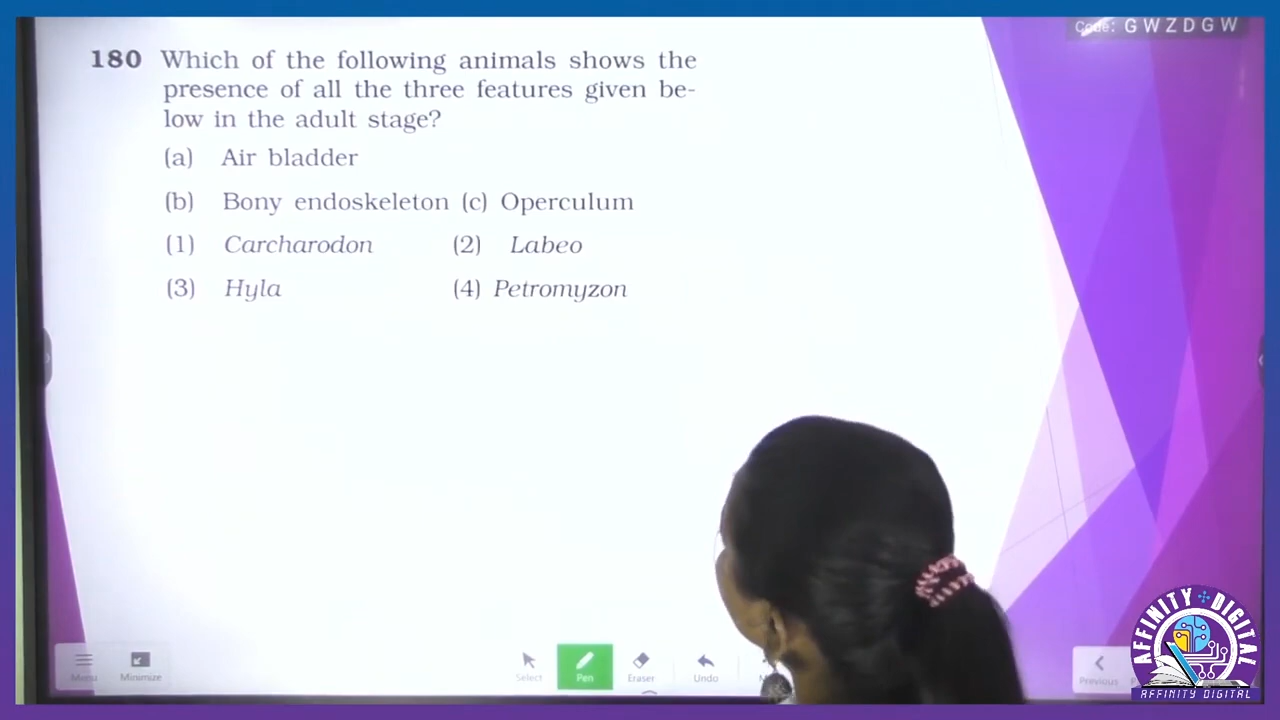 Code: GWZDGW
180 Which of the following animals shows the
presence of all the three features given be-
low in the adult stage?
(a) Air bladder
(b) Bony endoskeleton (c) Operculum
(1) Carcharodon (2) Labeo
(3) Hyla (4) Petromyzon
Menu Minimize Select Pen Eraser Undo Previous
AFFINITY DIGITAL
AFFINITY DIGITAL